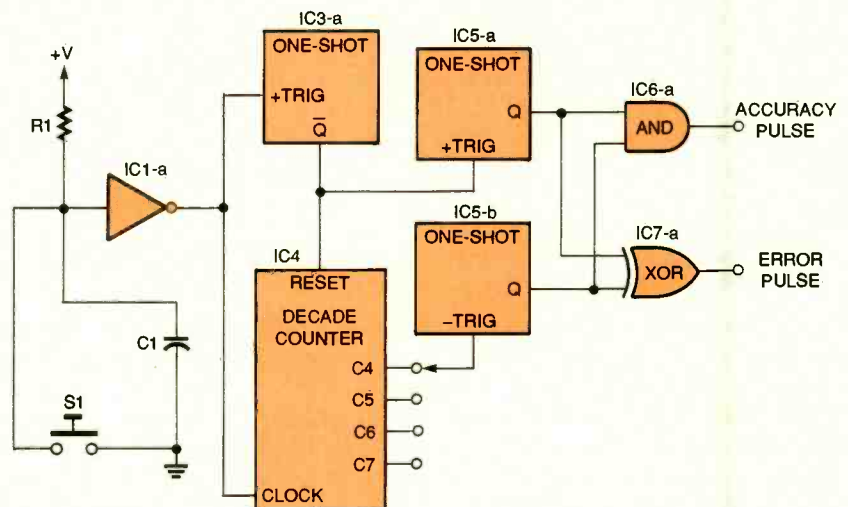 IC3-a
ONE-SHOT
+TRIG
Q̅
IC5-a
ONE-SHOT
Q
+TRIG
IC6-a
AND
ACCURACY
PULSE
+V
R1
IC1-a
IC5-b
ONE-SHOT
Q
−TRIG
IC7-a
XOR
ERROR
PULSE
IC4
RESET
DECADE
COUNTER
C4
C5
C6
C7
CLOCK
C1
S1